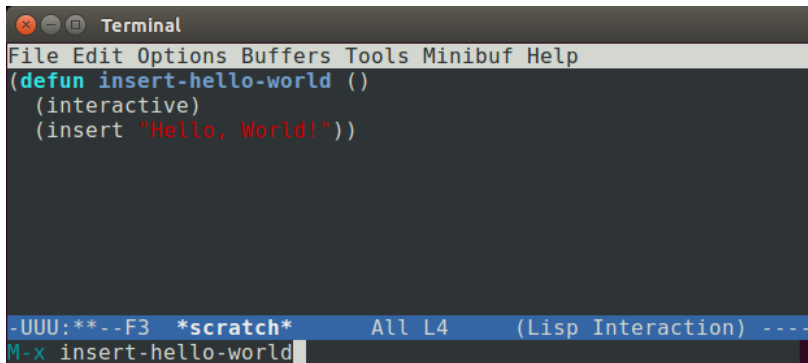 Terminal
File Edit Options Buffers Tools Minibuf Help
(defun insert-hello-world ()
  (interactive)
  (insert "Hello, World!"))
-UUU:**--F3  *scratch*      All L4     (Lisp Interaction) ----
M-x insert-hello-world